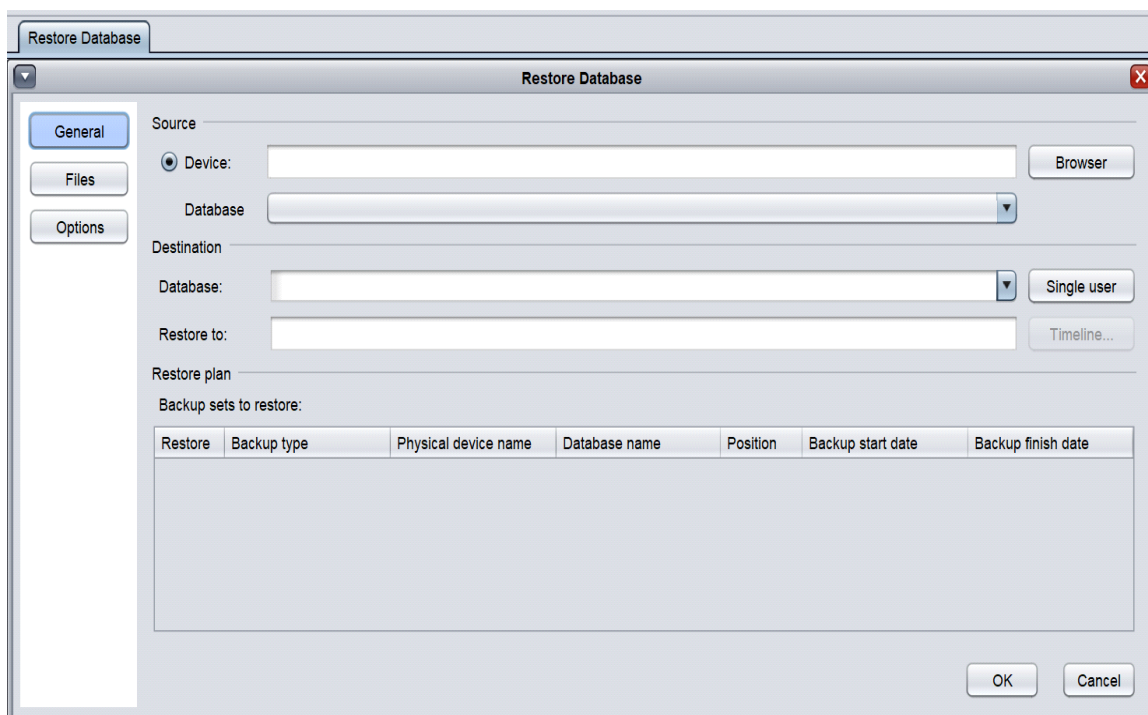 Restore Database
Restore Database
General
Files
Options
Source
Device:
Browser
Database
Destination
Database:
Single user
Restore to:
Timeline...
Restore plan
Backup sets to restore:
Restore Backup type Physical device name Database name Position Backup start date Backup finish date
OK Cancel